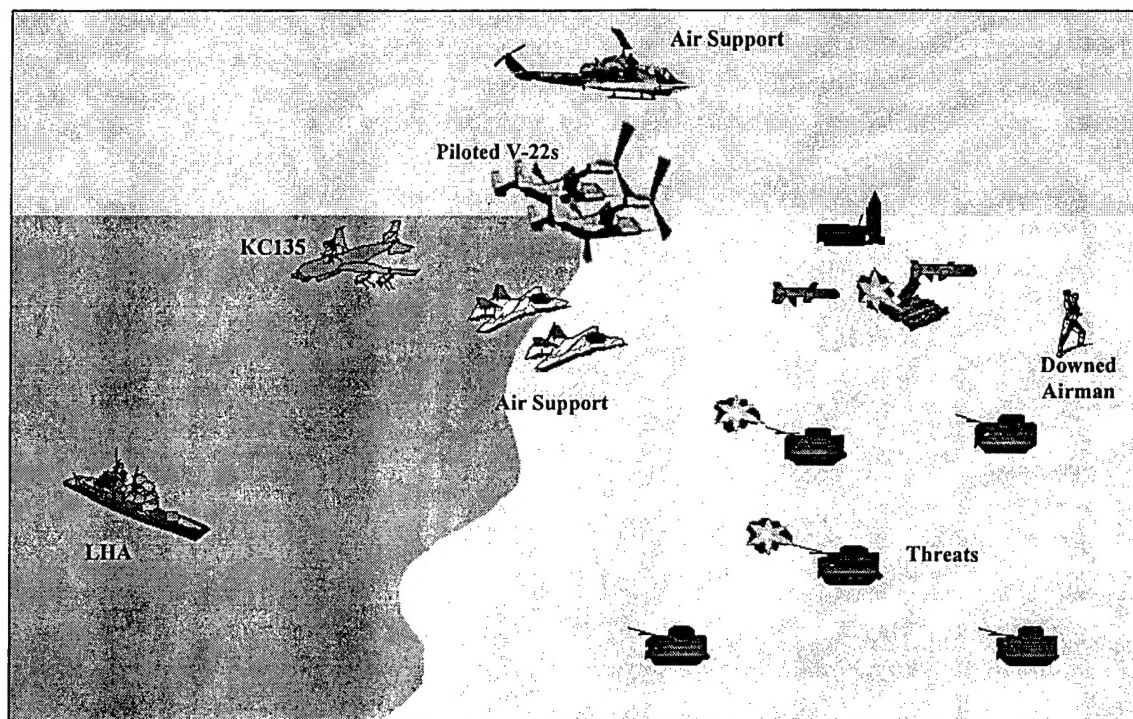 Air Support
Piloted V-22s
KC135
Downed
Airman
Air Support
LHA
Threats